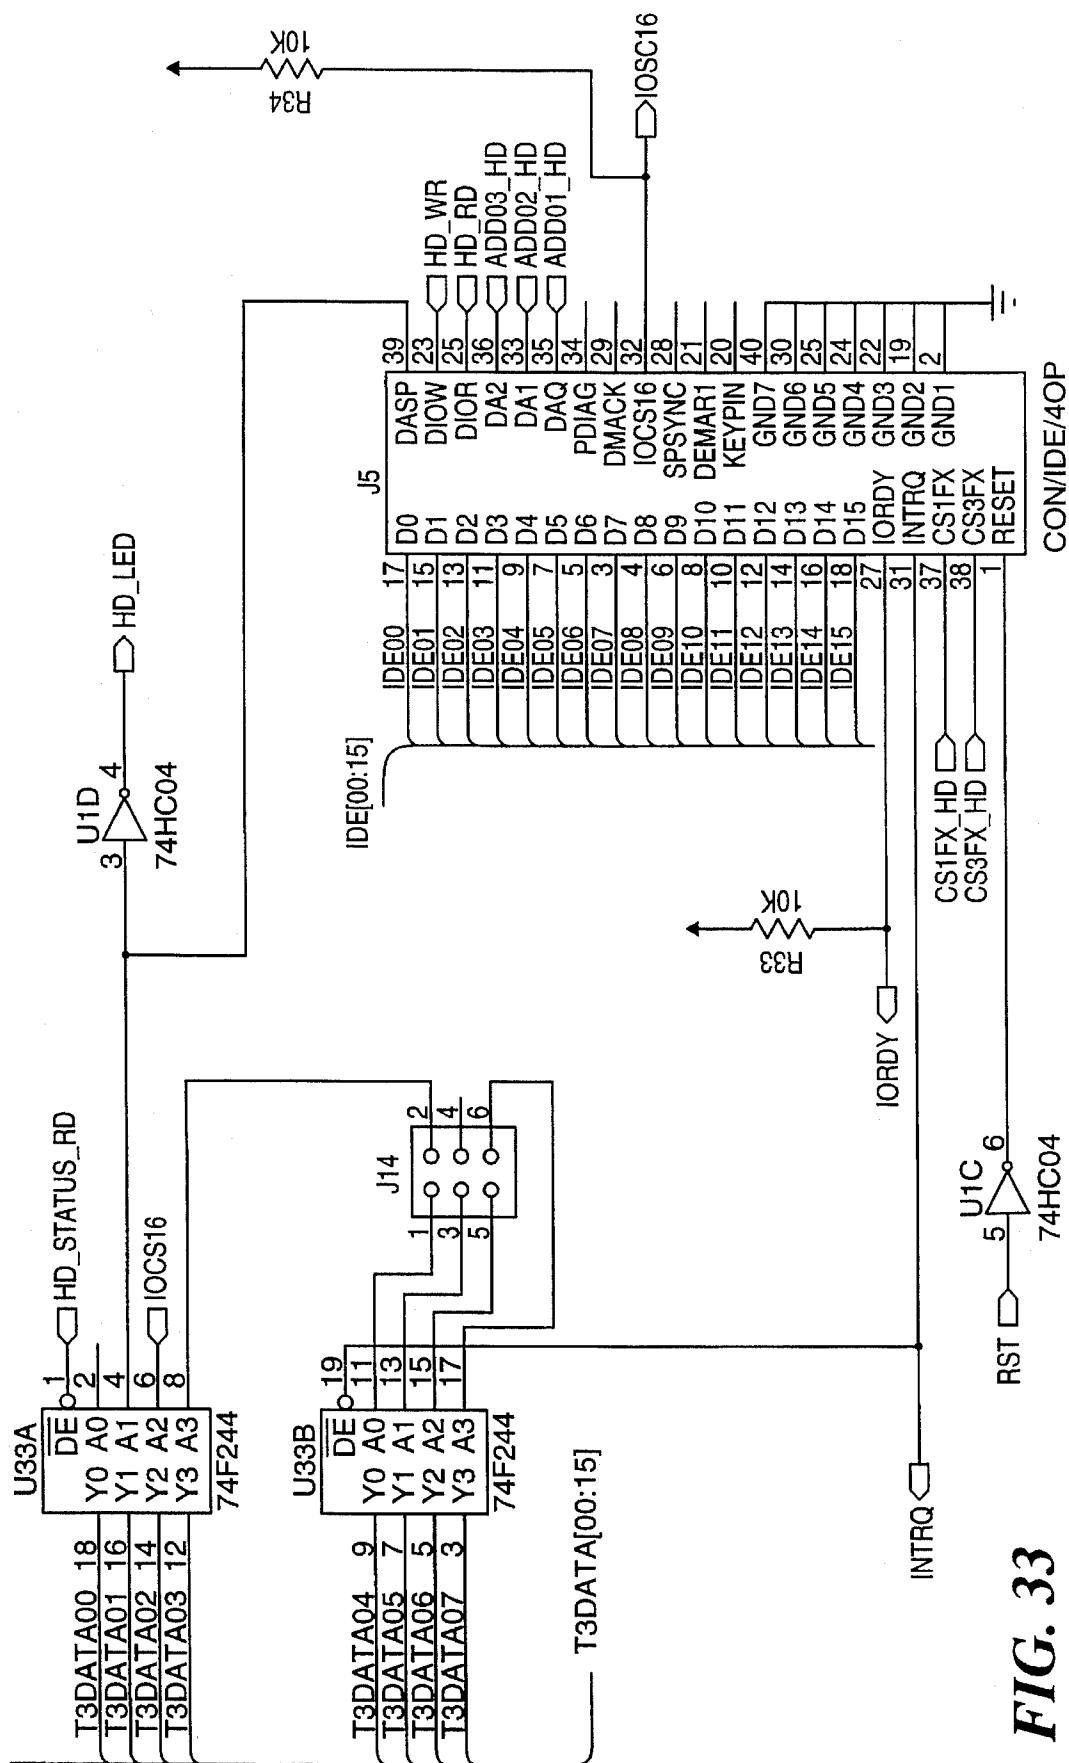 U33A
DE
Y0 A0
Y1 A1
Y2 A2
Y3 A3
74F244
T3DATA00 18
T3DATA01 16
T3DATA02 14
T3DATA03 12
1
2
4
6
8
HD_STATUS_RD
IOCS16
U33B
DE
Y0 A0
Y1 A1
Y2 A2
Y3 A3
74F244
T3DATA04 9
T3DATA05 7
T3DATA06 5
T3DATA07 3
19
11
13
15
17
T3DATA[00:15]
J14
1
3
5
2
4
6
U1D
3
4
74HC04
HD_LED
R34
10K
IDE[00:15]
IDE00 17
IDE01 15
IDE02 13
IDE03 11
IDE04 9
IDE05 7
IDE06 5
IDE07 3
IDE08 4
IDE09 6
IDE10 8
IDE11 10
IDE12 12
IDE13 14
IDE14 16
IDE15 18
27
31
37
38
1
J5
D0
D1
D2
D3
D4
D5
D6
D7
D8
D9
D10
D11
D12
D13
D14
D15
IORDY
INTRQ
CS1FX
CS3FX
RESET
DASP 39
DIOW 23
DIOR 25
DA2 36
DA1 33
DAQ 35
PDIAG 34
DMACK 29
IOCS16 32
SPSYNC 28
DEMAR1 21
KEYPIN 20
GND7 40
GND6 30
GND5 25
GND4 24
GND3 22
GND2 19
GND1 2
CON/IDE/4OP
HD_WR
HD_RD
ADD03_HD
ADD02_HD
ADD01_HD
IOSC16
R33
10K
IORDY
CS1FX_HD
CS3FX_HD
INTRQ
RST
U1C
5
6
74HC04
FIG. 33